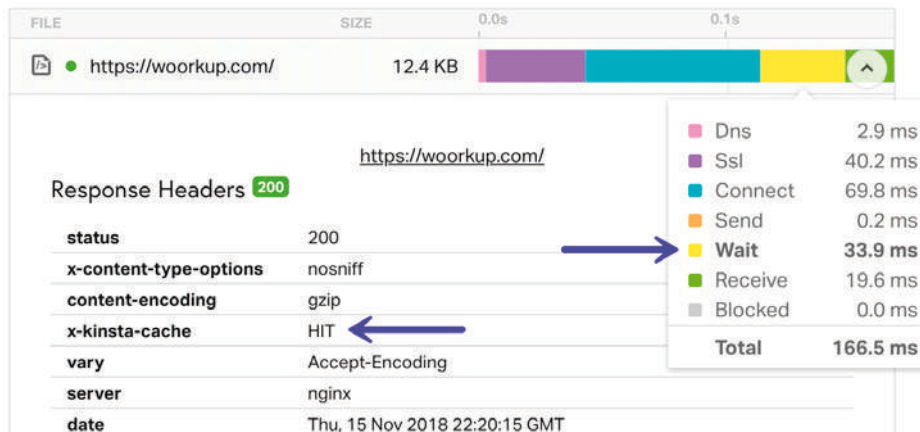 FILE SIZE 0.0s 0.1s
https://woorkup.com/ 12.4 KB
Dns 2.9 ms
https://woorkup.com/
Ssl 40.2 ms
Response Headers 200
Connect 69.8 ms
Send 0.2 ms
status 200
Wait 33.9 ms
x-content-type-options nosniff
Receive 19.6 ms
content-encoding gzip
Blocked 0.0 ms
x-kinsta-cache HIT
Total 166.5 ms
vary Accept-Encoding
server nginx
date Thu, 15 Nov 2018 22:20:15 GMT